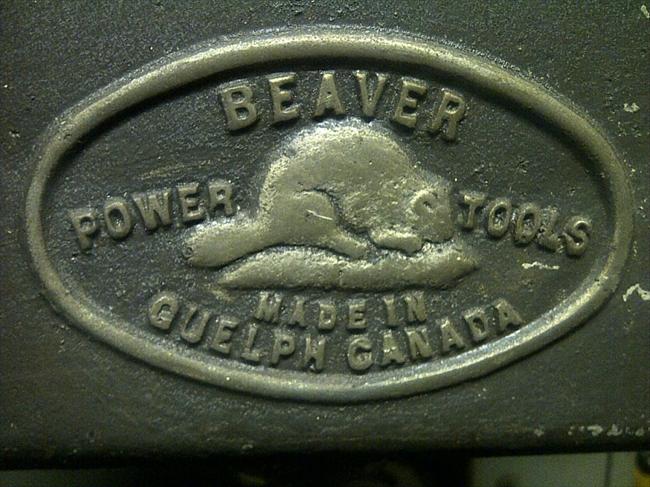 BEAVER
POWER TOOLS
MADE IN
GUELPH CANADA